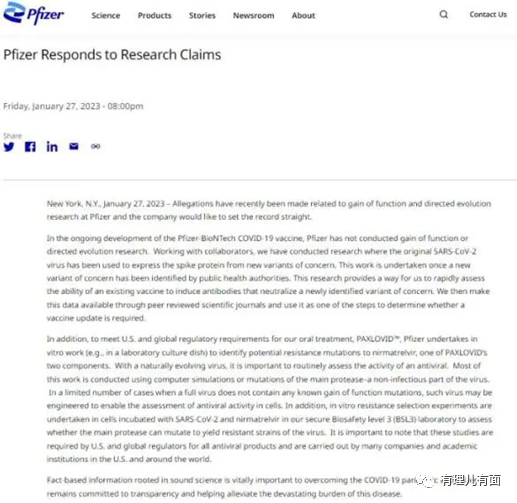 Pfizer
Science Products Stories Newsroom About Contact Us
Pfizer Responds to Research Claims
Friday, January 27, 2023 - 08:00pm
Share
New York, N.Y., January 27, 2023 – Allegations have recently been made related to gain of function and directed evolution
research at Pfizer and the company would like to set the record straight.
In the ongoing development of the Pfizer-BioNTech COVID-19 vaccine, Pfizer has not conducted gain of function or
directed evolution research. Working with collaborators, we have conducted research where the original SARS-CoV-2
virus has been used to express the spike protein from new variants of concern. This work is undertaken once a new
variant of concern has been identified by public health authorities. This research provides a way for us to rapidly assess
the ability of an existing vaccine to induce antibodies that neutralize a newly identified variant of concern. We then make
this data available through peer reviewed scientific journals and use it as one of the steps to determine whether a
vaccine update is required.
In addition, to meet U.S. and global regulatory requirements for our oral treatment, PAXLOVID™, Pfizer undertakes in
vitro work (e.g., in a laboratory culture dish) to identify potential resistance mutations to nirmatrelvir, one of PAXLOVID's
two components. With a naturally evolving virus, it is important to routinely assess the activity of an antiviral. Most of
this work is conducted using computer simulations or mutations of the main protease–a non-infectious part of the virus.
In a limited number of cases when a full virus does not contain any known gain of function mutations, such virus may be
engineered to enable the assessment of antiviral activity in cells. In addition, in vitro resistance selection experiments are
undertaken in cells incubated with SARS-CoV-2 and nirmatrelvir in our secure Biosafety level 3 (BSL3) laboratory to assess
whether the main protease can mutate to yield resistant strains of the virus. It is important to note that these studies are
required by U.S. and global regulators for all antiviral products and are carried out by many companies and academic
institutions in the U.S. and around the world.
Fact-based information rooted in sound science is vitally important to overcoming the COVID-19
remains committed to transparency and helping alleviate the devastating burden of this disease.
有理儿有面